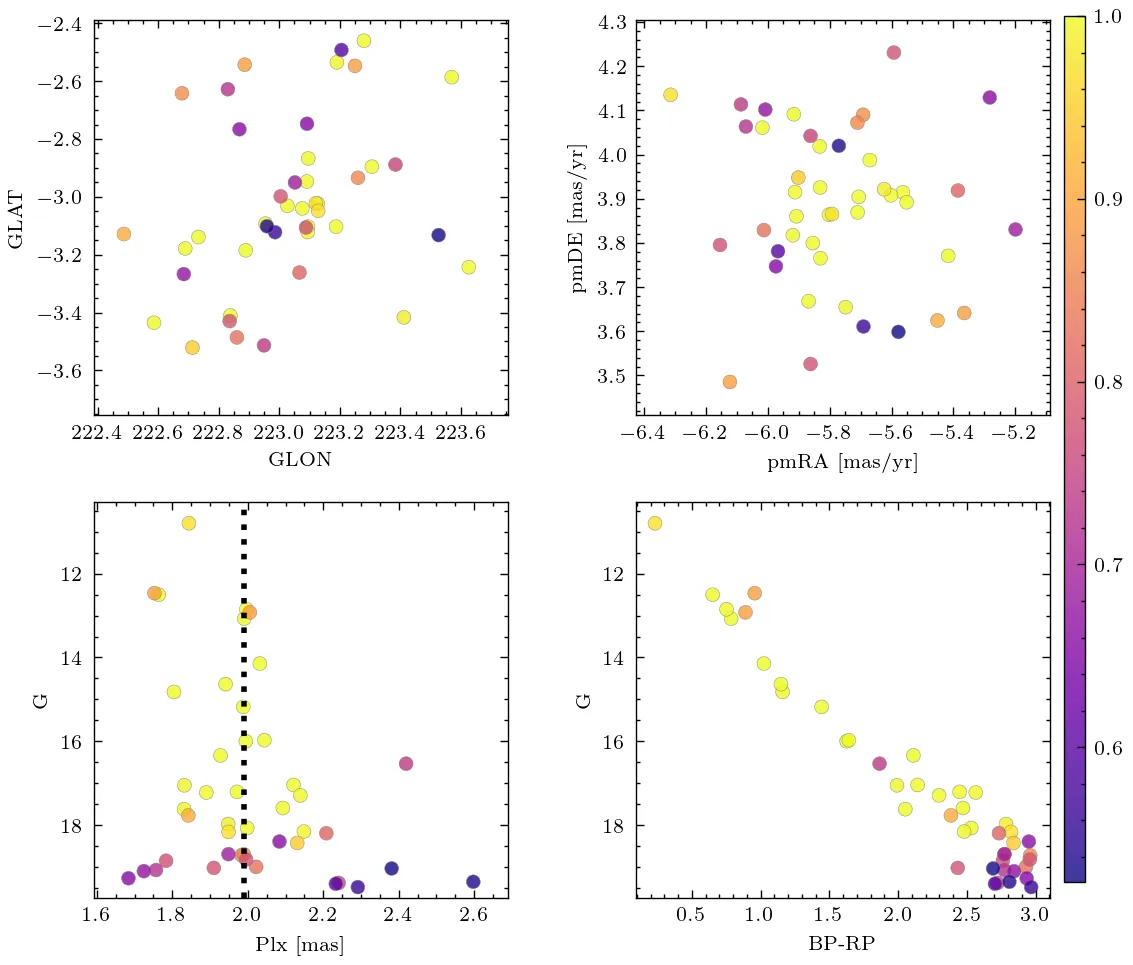 −2.4
−2.6
−2.8
−3.0
−3.2
−3.4
−3.6
GLAT
222.4 222.6 222.8 223.0 223.2 223.4 223.6
GLON
4.3
4.2
4.1
4.0
3.9
3.8
3.7
3.6
3.5
pmDE [mas/yr]
−6.4 −6.2 −6.0 −5.8 −5.6 −5.4 −5.2
pmRA [mas/yr]
1.0
0.9
0.8
0.7
0.6
12
14
16
18
G
1.6 1.8 2.0 2.2 2.4 2.6
Plx [mas]
12
14
16
18
G
0.5 1.0 1.5 2.0 2.5 3.0
BP-RP